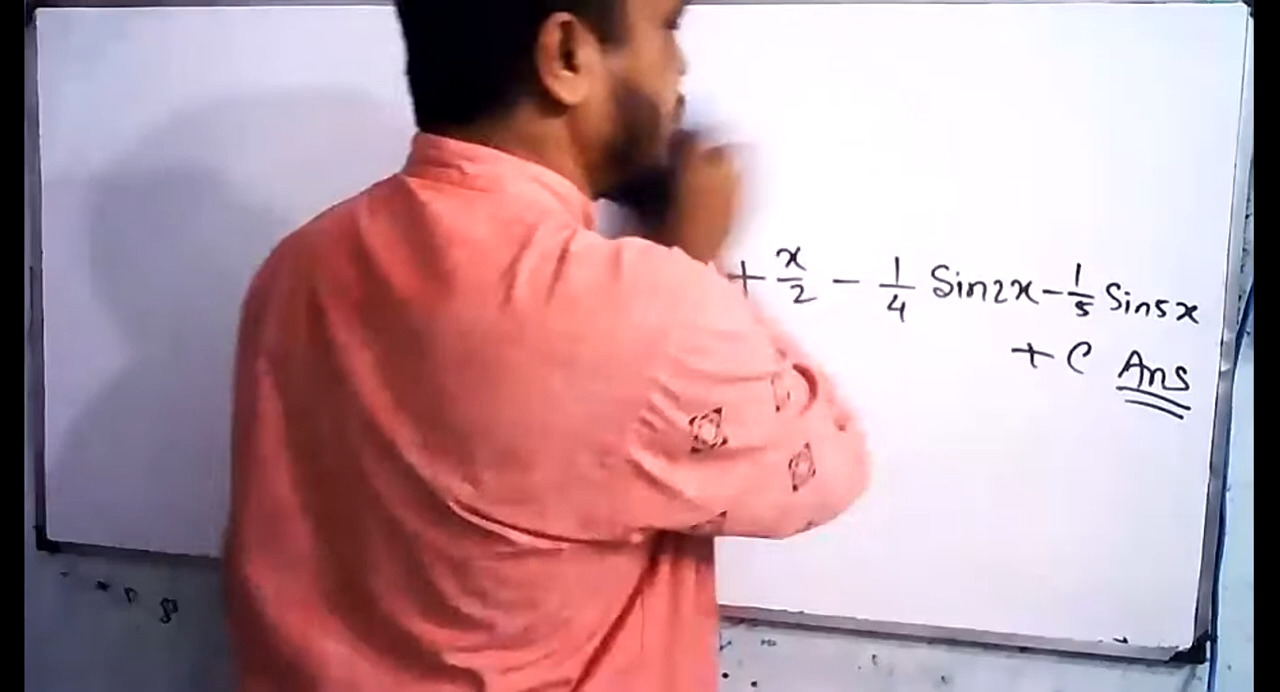 + x/2 - 1/4 Sin2x - 1/5 Sin5x
+ C Ans